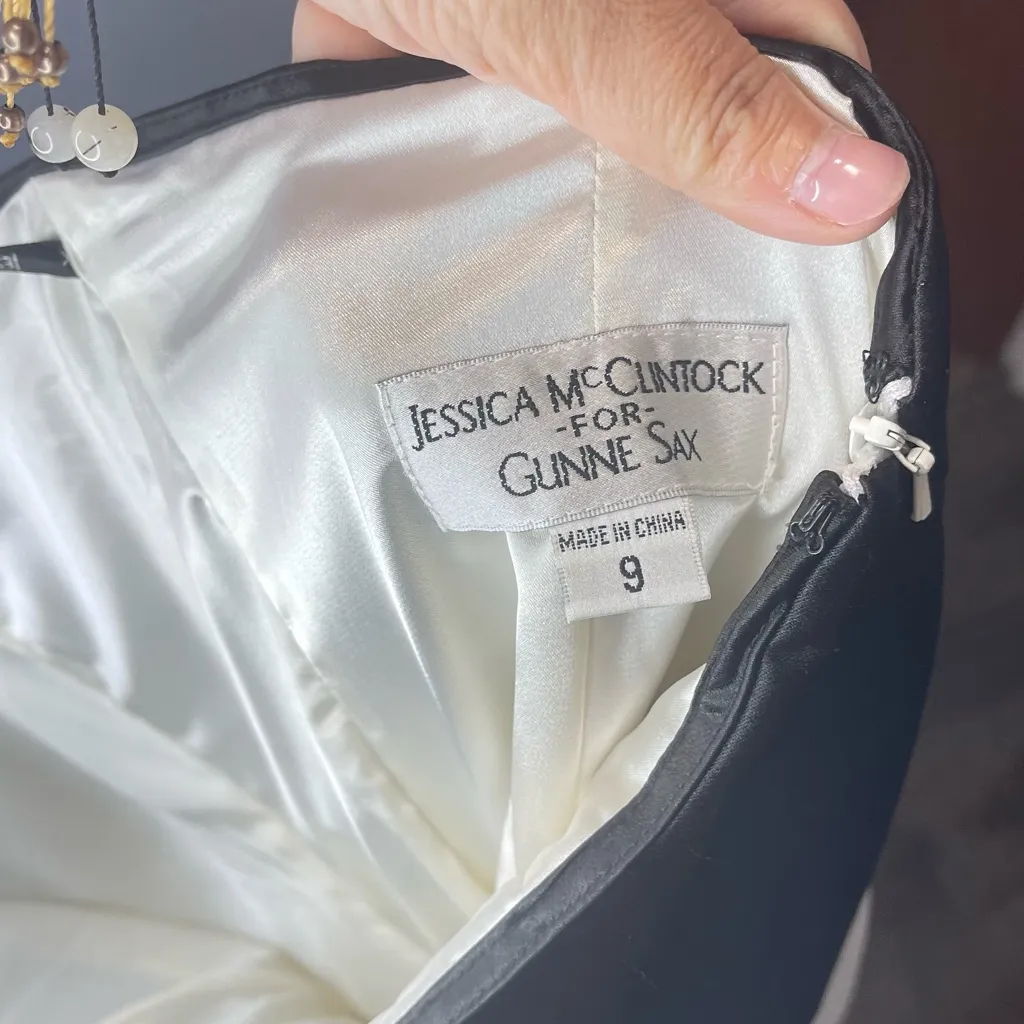 JESSICA MCCLINTOCK
-FOR-
GUNNE SAX
MADE IN CHINA
9